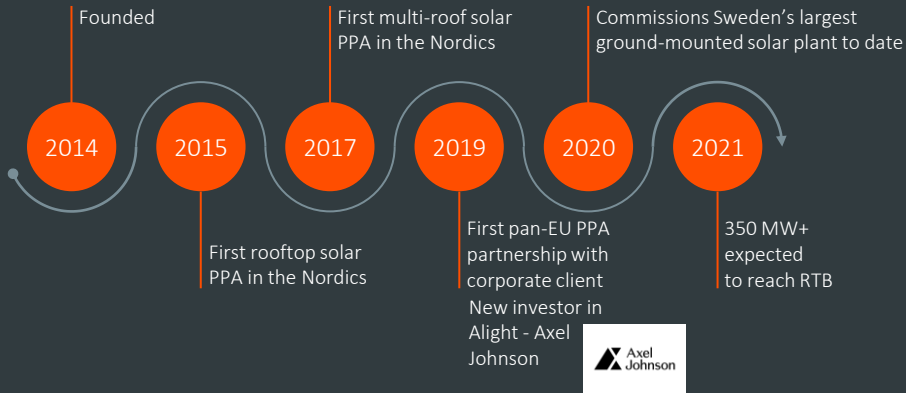 Founded
First multi-roof solar
PPA in the Nordics
Commissions Sweden’s largest
ground-mounted solar plant to date
2014
2015
2017
2019
2020
2021
First rooftop solar
PPA in the Nordics
First pan-EU PPA
partnership with
corporate client
New investor in
Alight - Axel
Johnson
Axel
Johnson
350 MW+
expected
to reach RTB